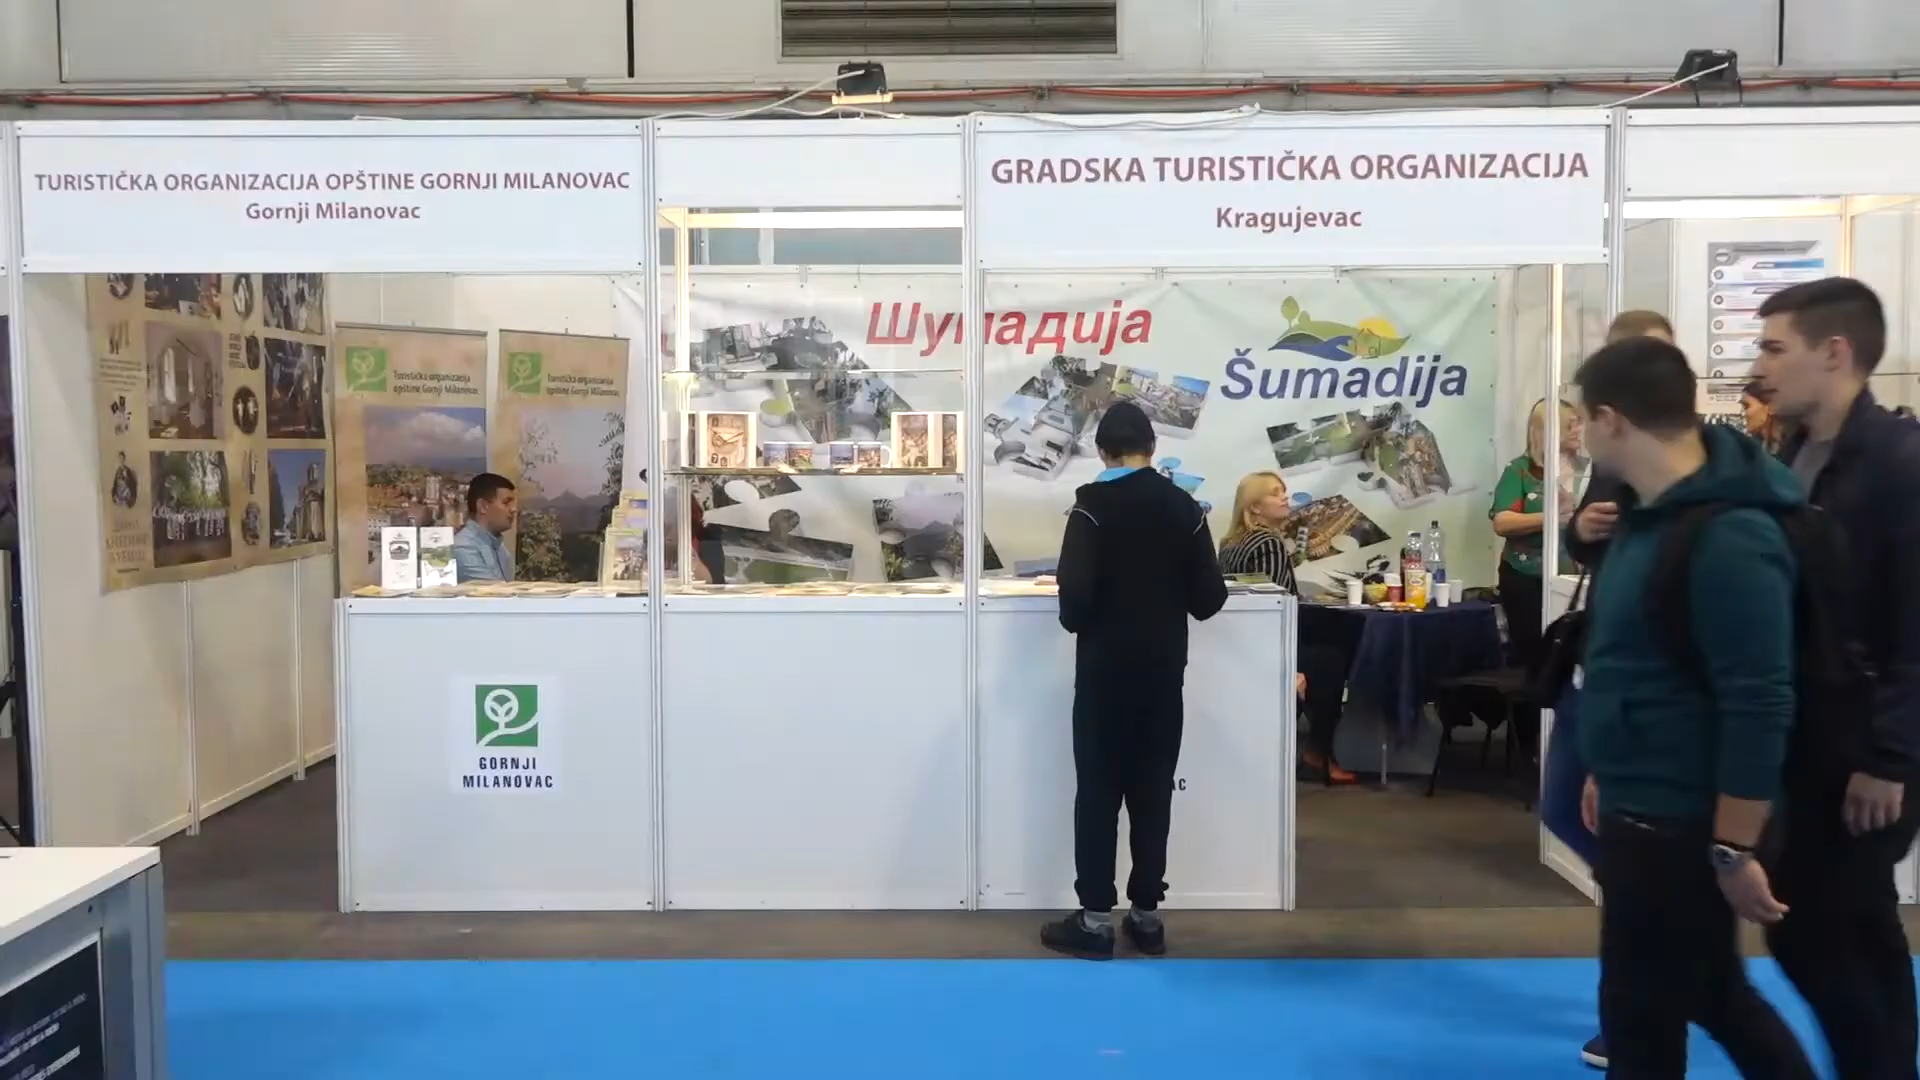 TURISTIČKA ORGANIZACIJA OPŠTINE GORNJI MILANOVAC
Gornji Milanovac
GRADSKA TURISTIČKA ORGANIZACIJA
Kragujevac
Шумадија
Šumadija
Turistička organizacija
opštine Gornji Milanovac
Turistička organizacija
opštine Gornji Milanovac
GORNJI
MILANOVAC
AC